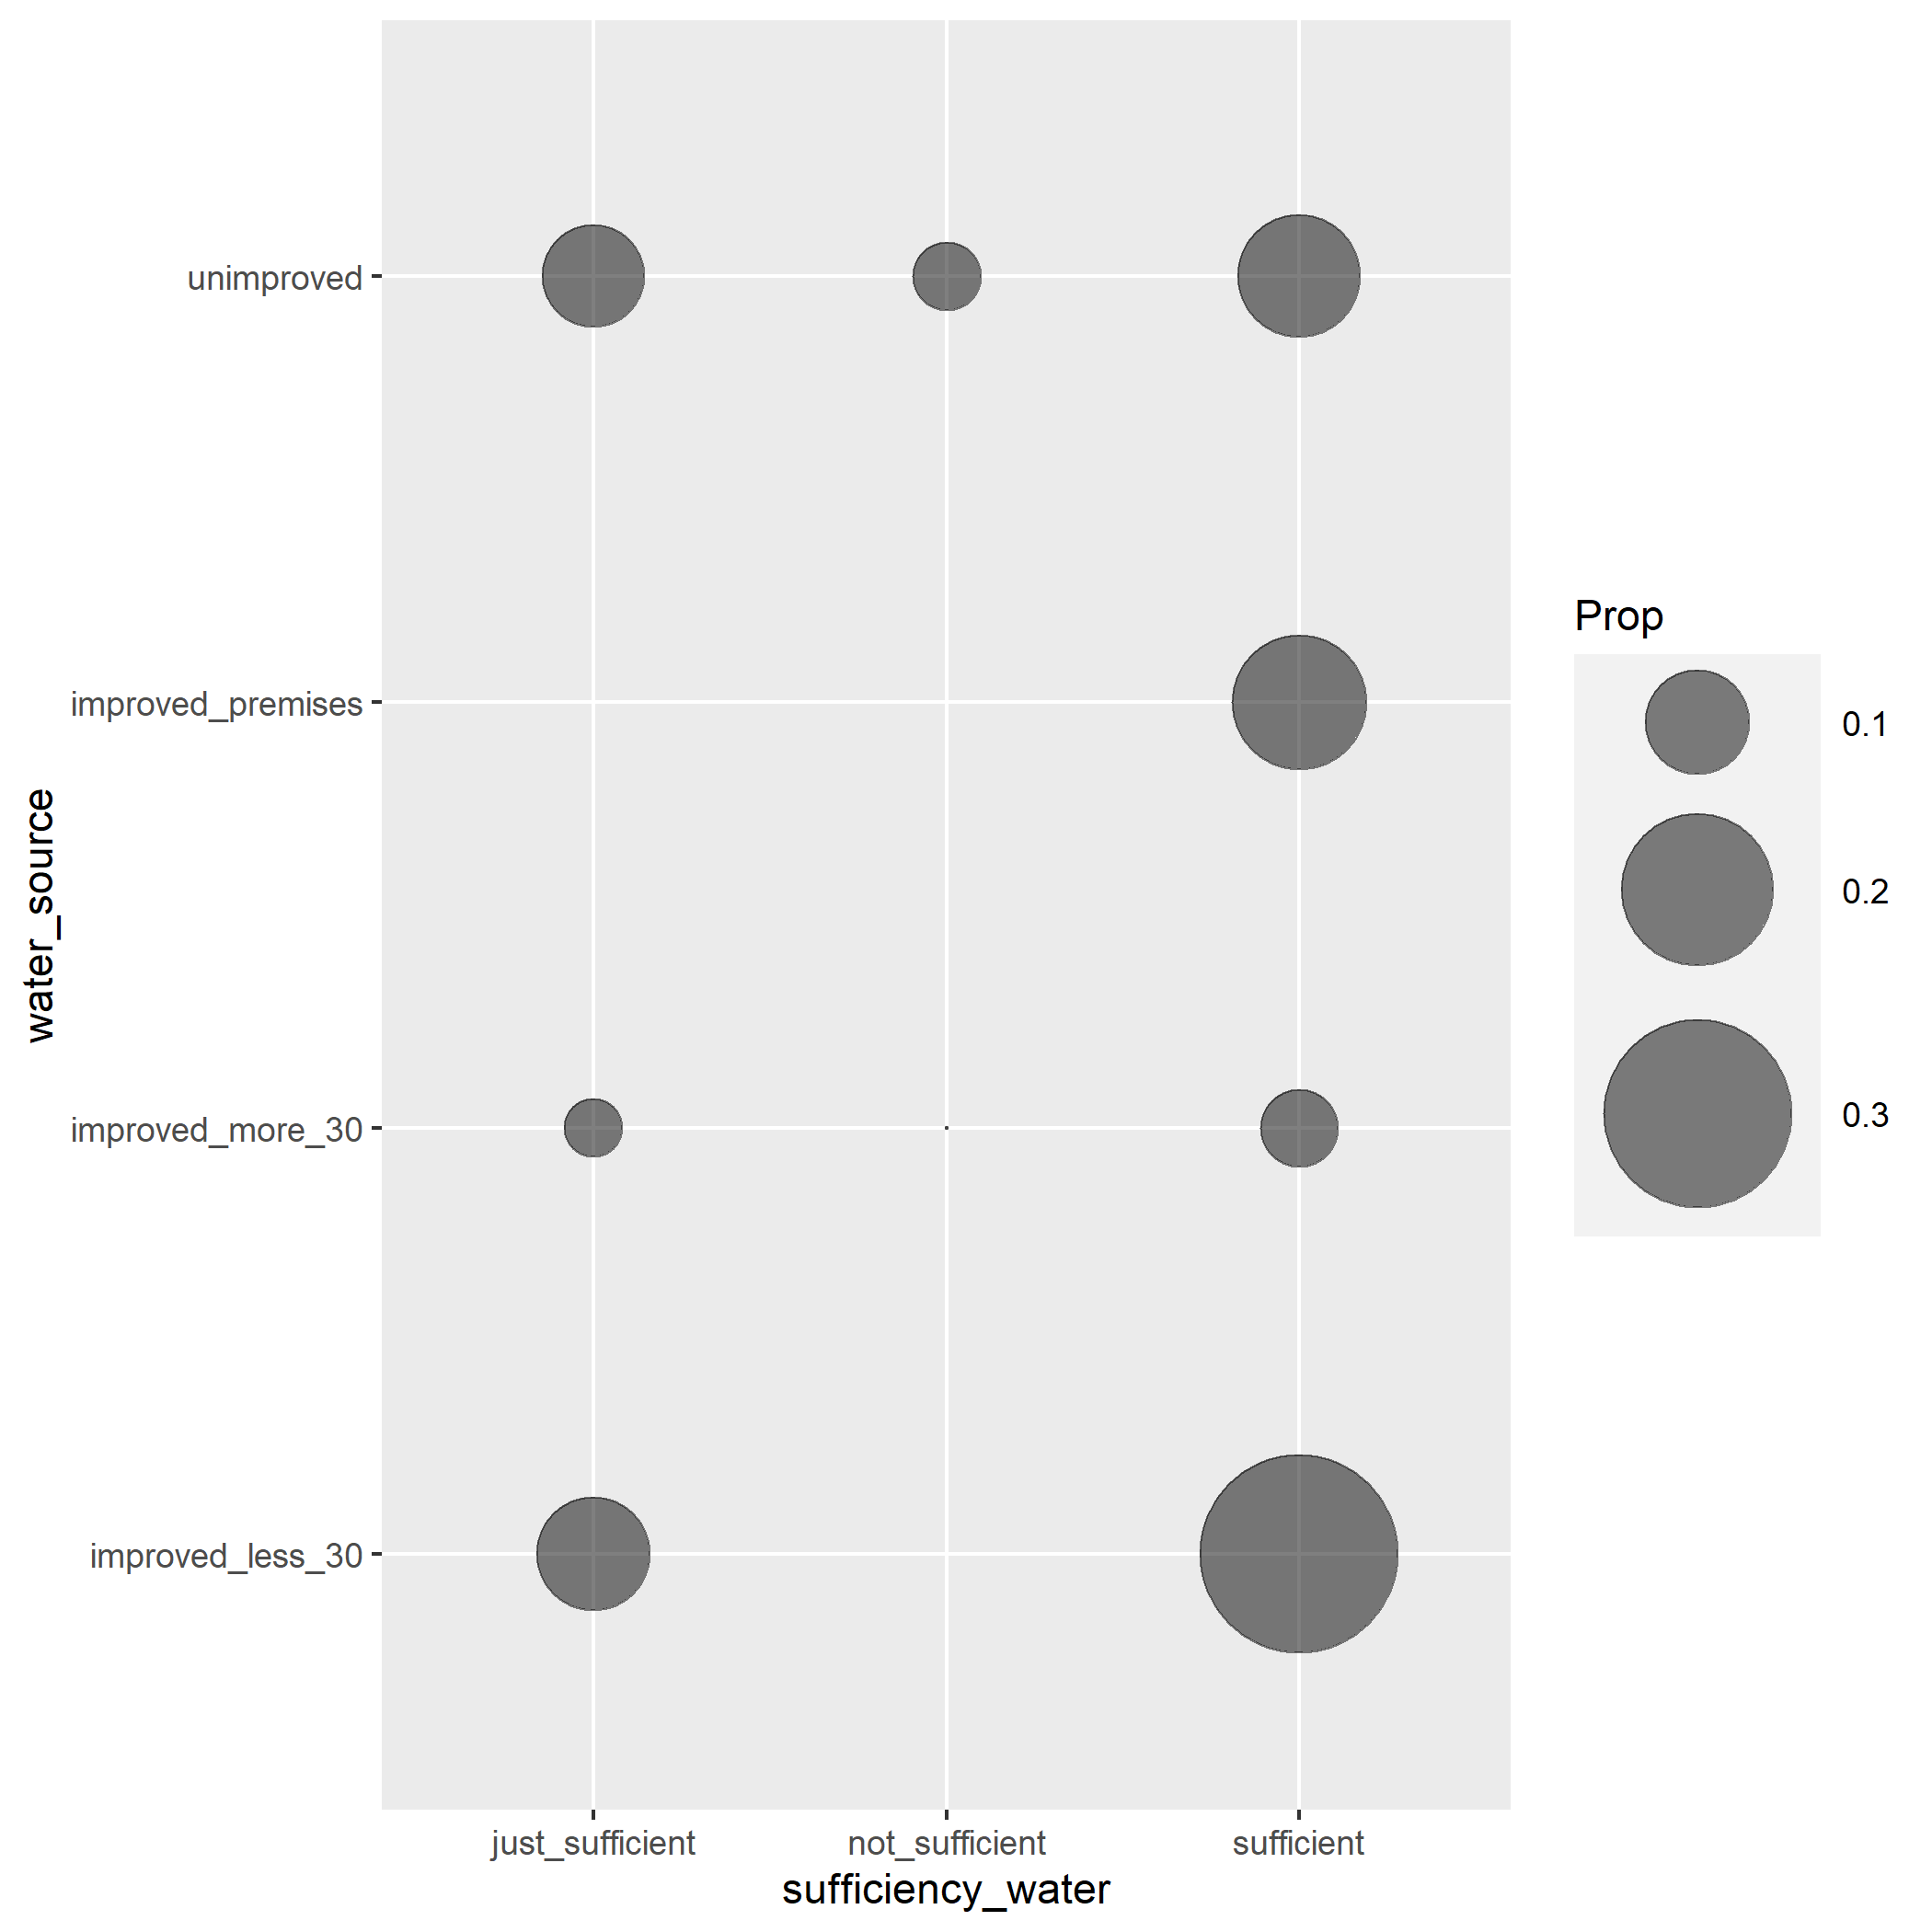 water_source
unimproved
improved_premises
improved_more_30
improved_less_30
just_sufficient
not_sufficient
sufficient
sufficiency_water
Prop
0.1
0.2
0.3